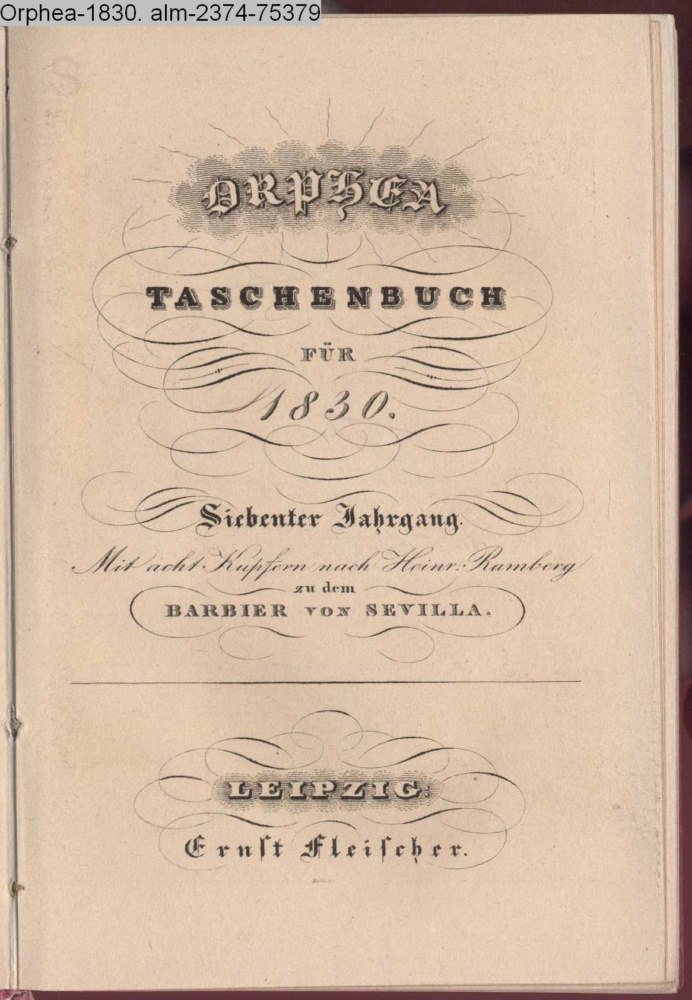 Orphea-1830. alm-2374-75379
ORPHEA
TASCHENBUCH
FÜR
1830.
Siebenter Jahrgang.
Mit acht Kupfern nach Heinr. Ramberg
zu dem
BARBIER VON SEVILLA.
LEIPZIG:
Ernſt Fleiſcher.